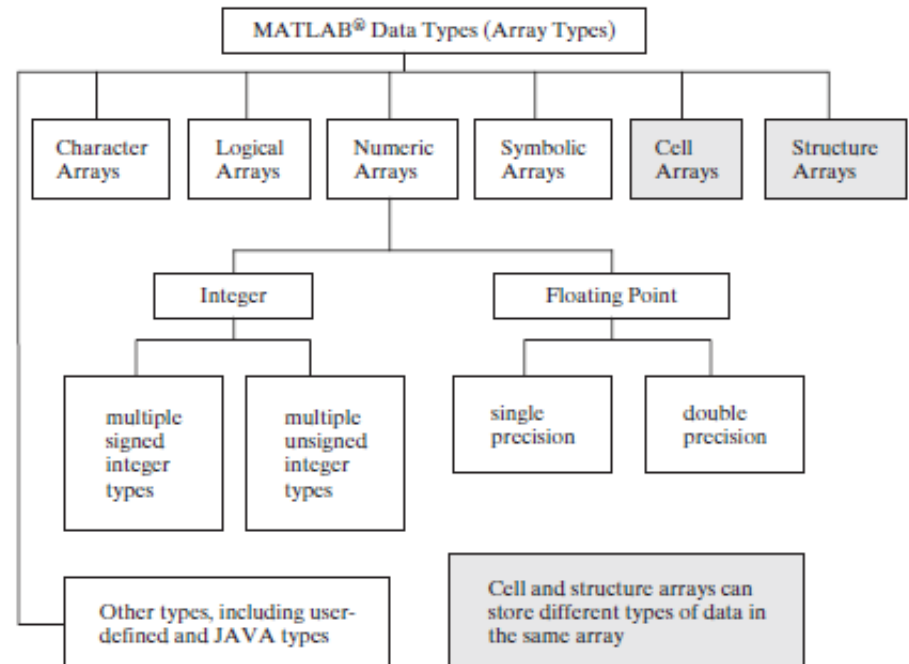 MATLAB® Data Types (Array Types)
Character
Arrays
Logical
Arrays
Numeric
Arrays
Symbolic
Arrays
Cell
Arrays
Structure
Arrays
Integer
Floating Point
multiple
signed
integer
types
multiple
unsigned
integer
types
single
precision
double
precision
Other types, including user-
defined and JAVA types
Cell and structure arrays can
store different types of data in
the same array